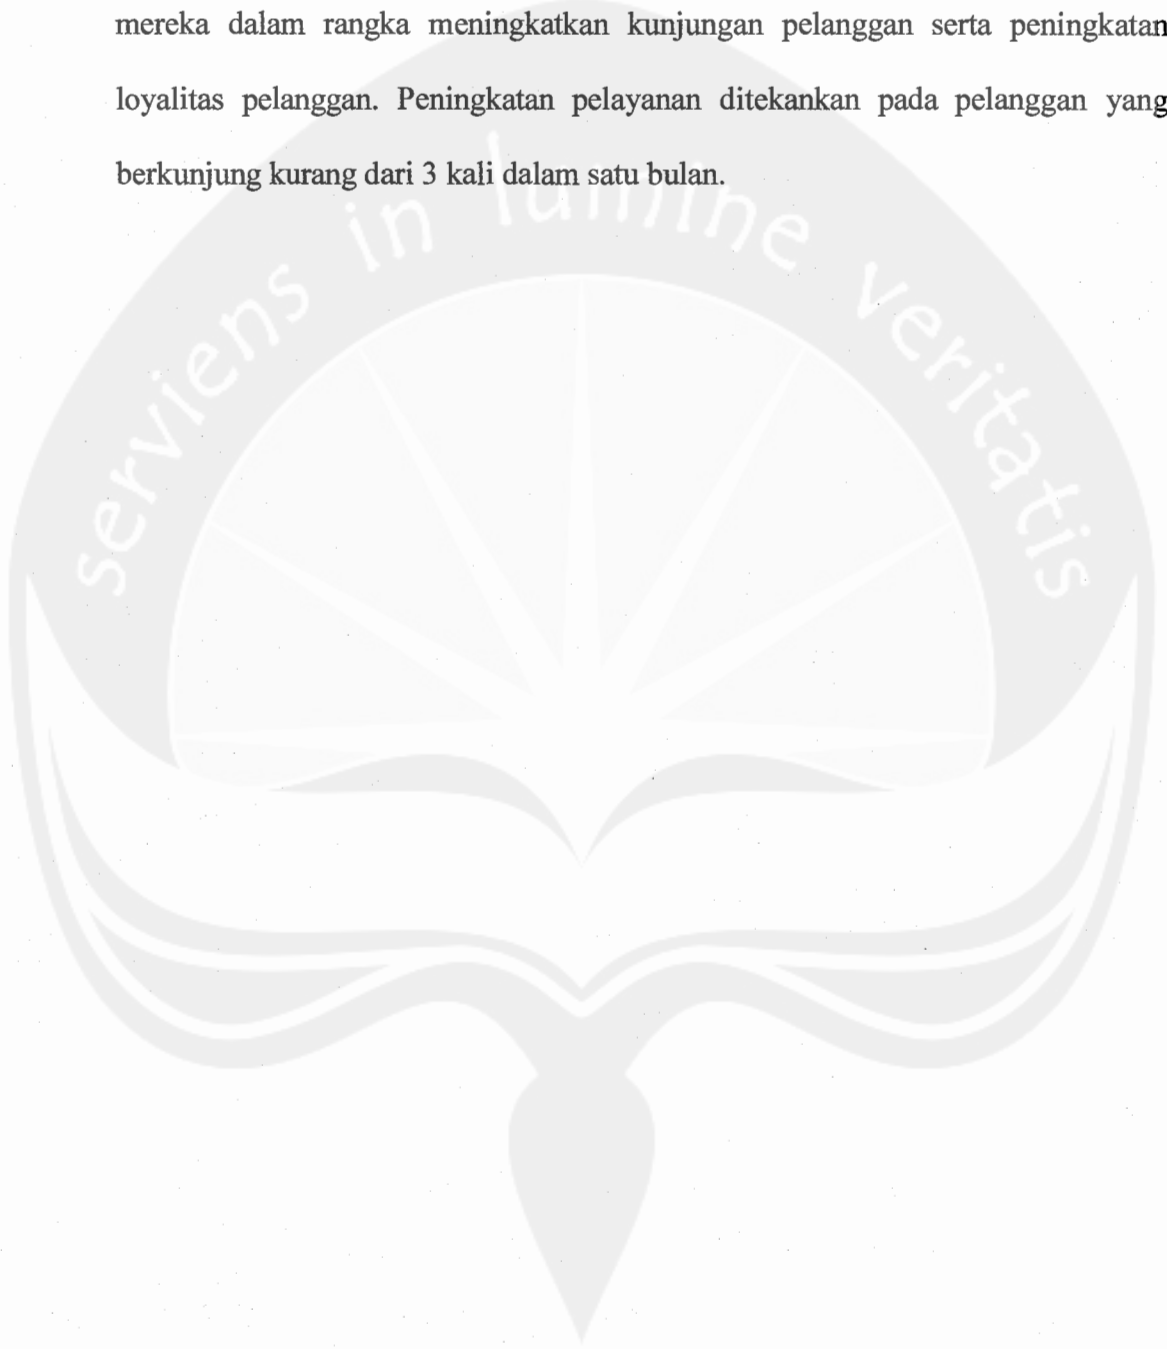 mereka dalam rangka meningkatkan kunjungan pelanggan serta peningkatan
loyalitas pelanggan. Peningkatan pelayanan ditekankan pada pelanggan yang
berkunjung kurang dari 3 kali dalam satu bulan.
serviens in lumine veritatis